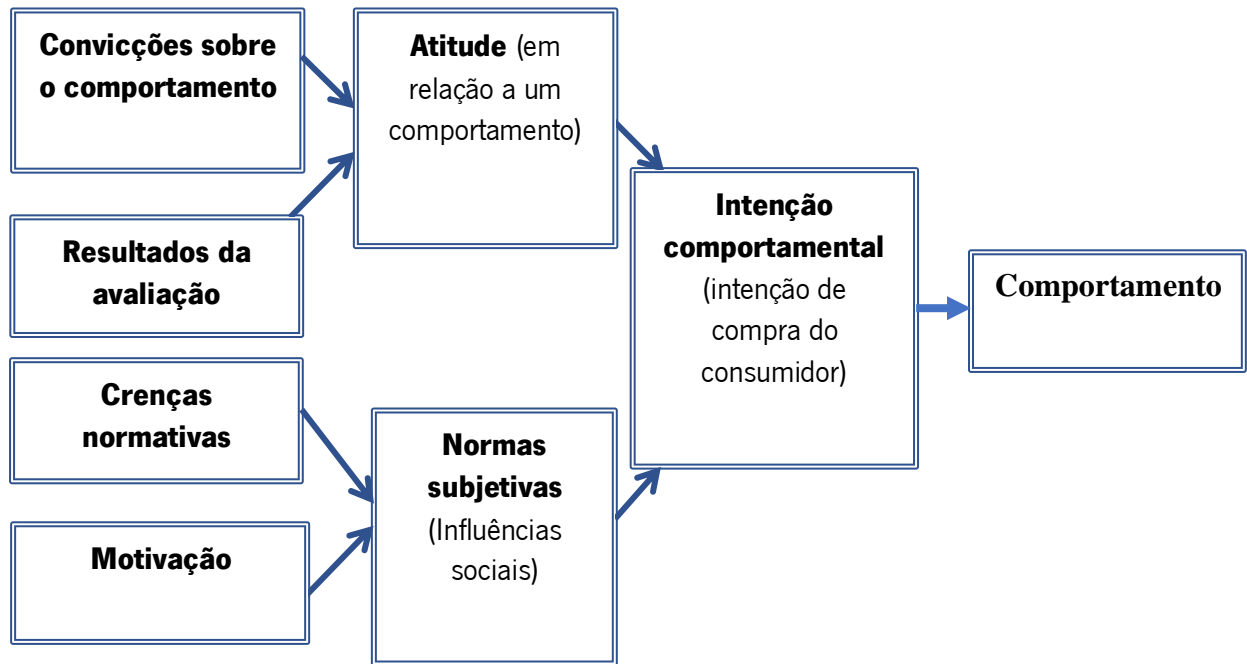 Convicções sobre
o comportamento
Resultados da
avaliação
Crenças
normativas
Motivação
Atitude (em
relação a um
comportamento)
Normas
subjetivas
(Influências
sociais)
Intenção
comportamental
(intenção de
compra do
consumidor)
Comportamento